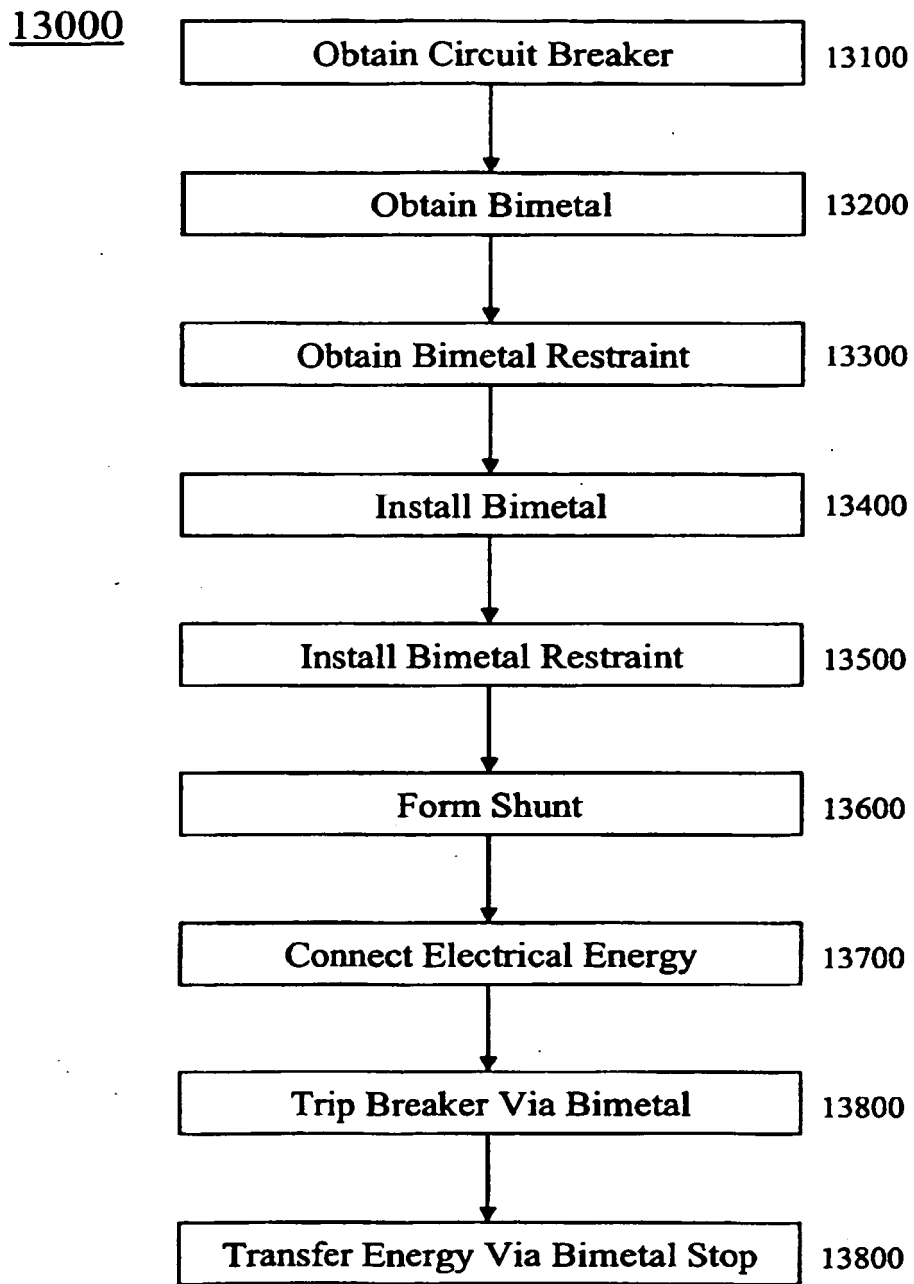 13000
Obtain Circuit Breaker 13100
Obtain Bimetal 13200
Obtain Bimetal Restraint 13300
Install Bimetal 13400
Install Bimetal Restraint 13500
Form Shunt 13600
Connect Electrical Energy 13700
Trip Breaker Via Bimetal 13800
Transfer Energy Via Bimetal Stop 13800